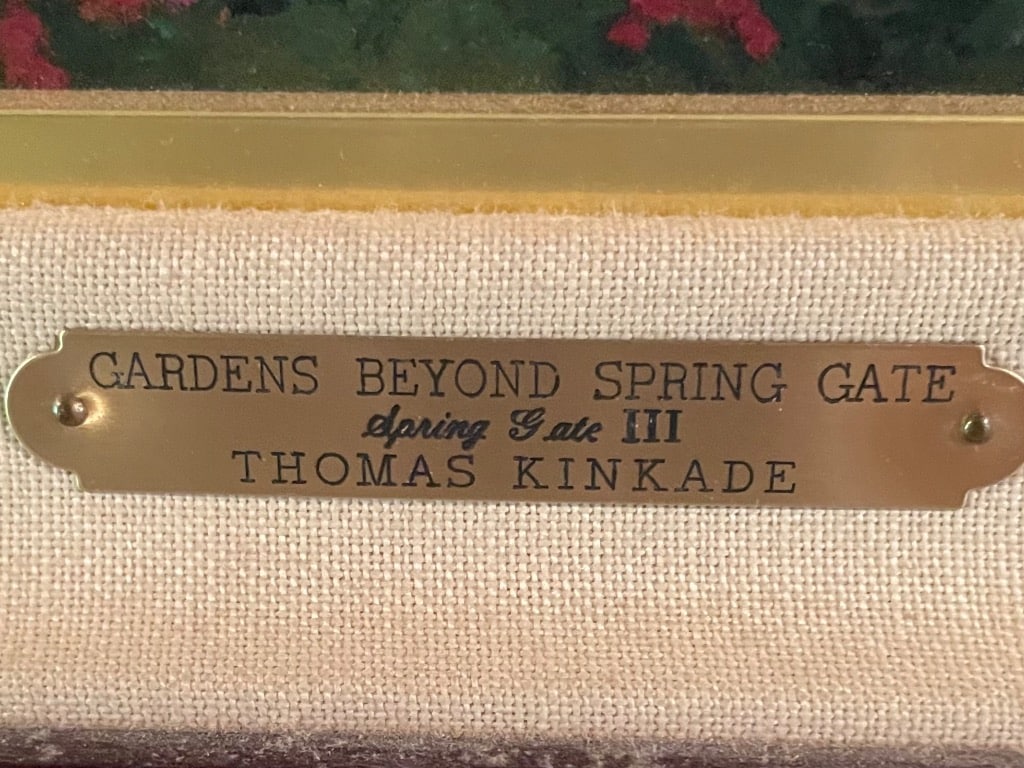 GARDENS BEYOND SPRING GATE
Spring Gate III
THOMAS KINKADE